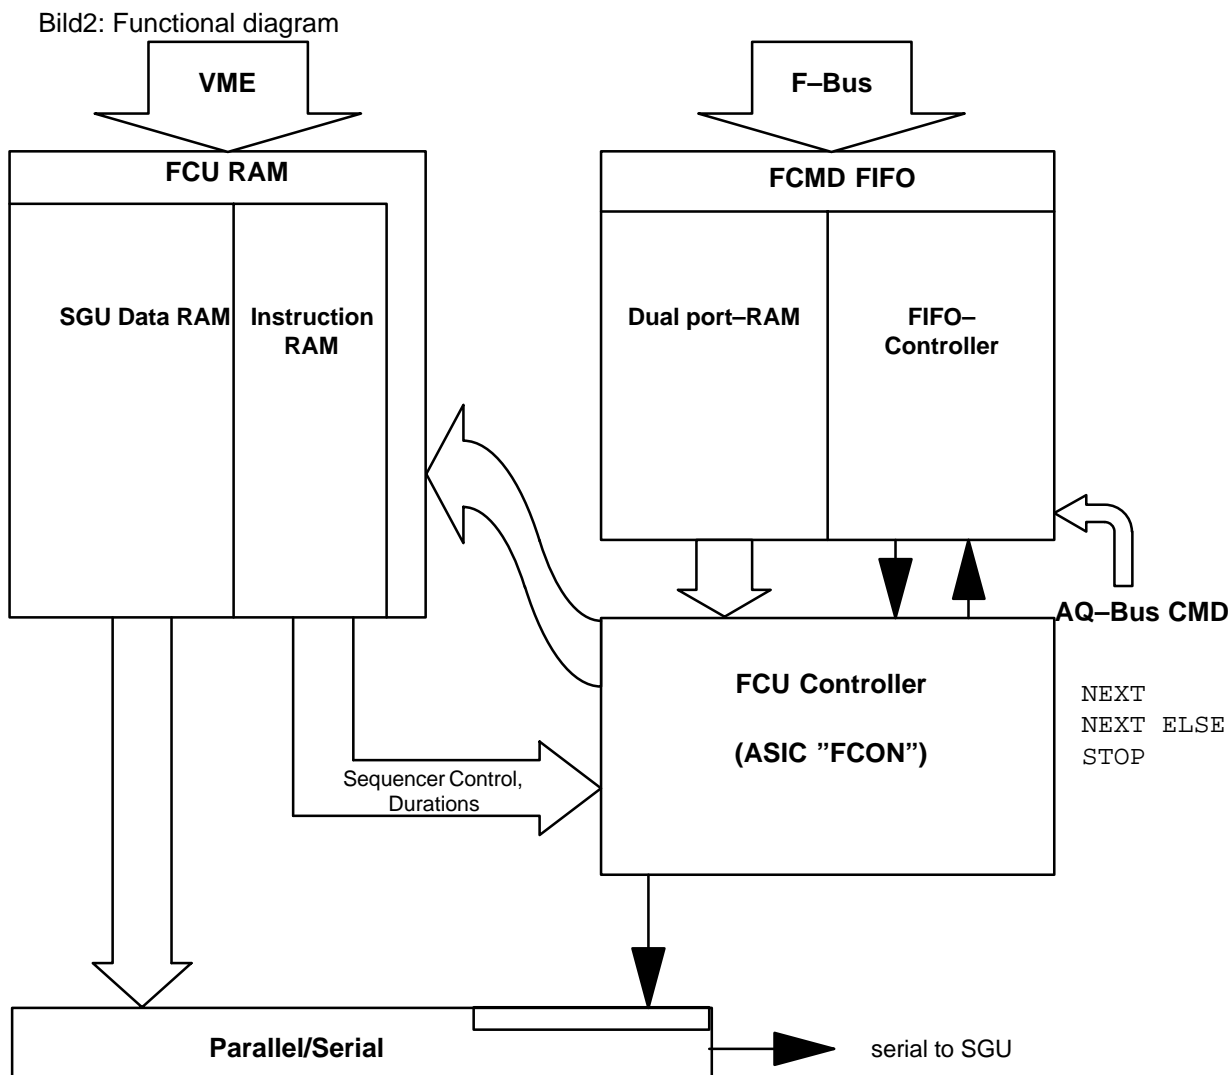 Bild2: Functional diagram
VME
F–Bus
FCU RAM
FCMD FIFO
SGU Data RAM
Instruction
RAM
Dual port–RAM
FIFO–
Controller
AQ–Bus CMD
NEXT
NEXT ELSE
STOP
FCU Controller
(ASIC ”FCON”)
Sequencer Control,
Durations
Parallel/Serial
serial to SGU